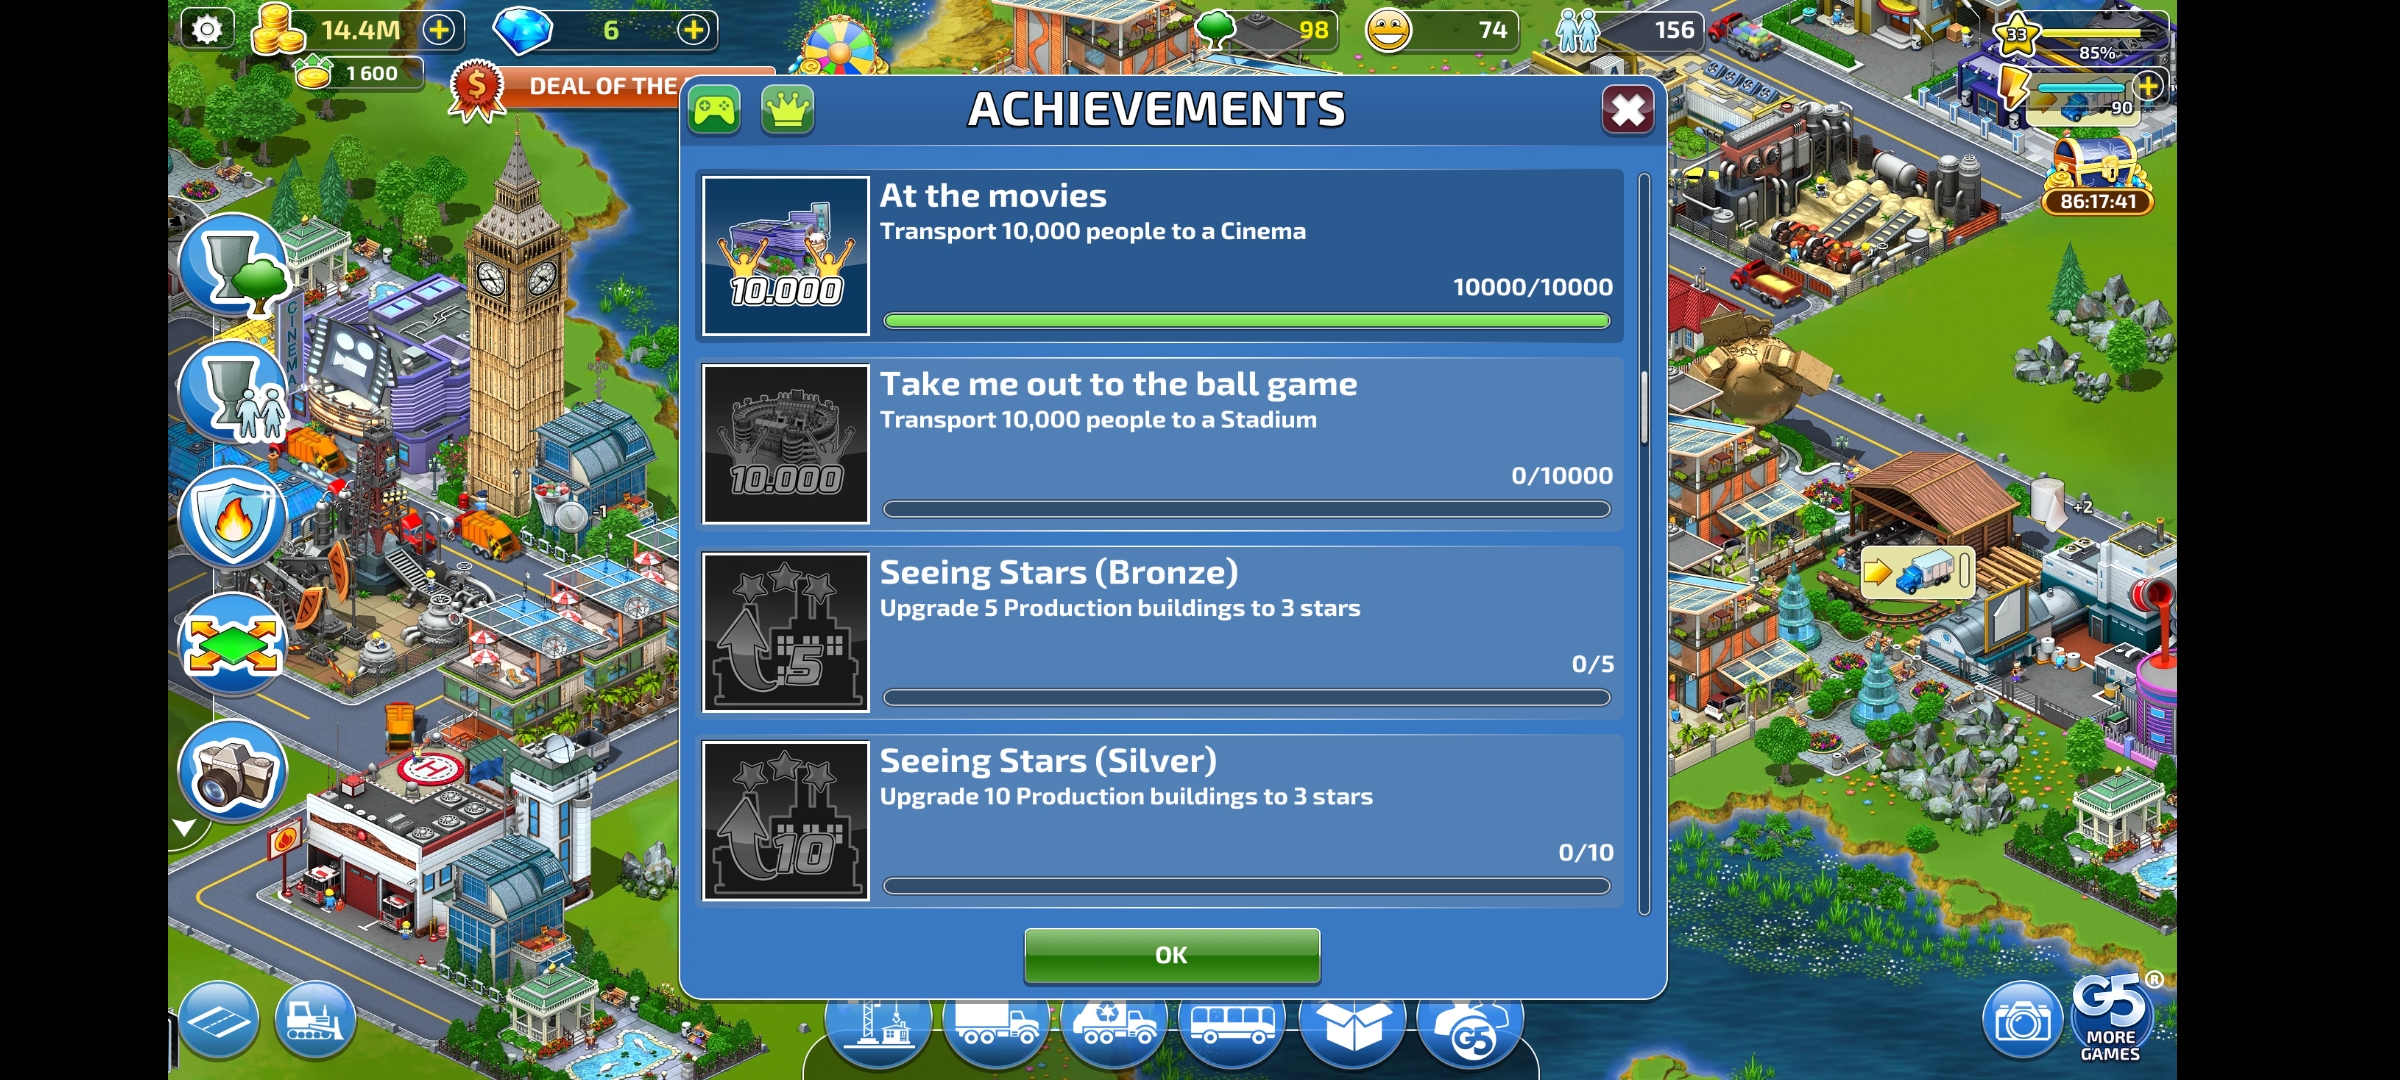 14.4M
6
98
74
156
33
85%
1 600
DEAL OF THE
90
86:17:41
ACHIEVEMENTS
At the movies
Transport 10,000 people to a Cinema
10.000
10000/10000
Take me out to the ball game
Transport 10,000 people to a Stadium
10.000
0/10000
Seeing Stars (Bronze)
Upgrade 5 Production buildings to 3 stars
5
0/5
Seeing Stars (Silver)
Upgrade 10 Production buildings to 3 stars
10
0/10
OK
CINEMA
-1
+2
H
G5
G5®
MORE
GAMES